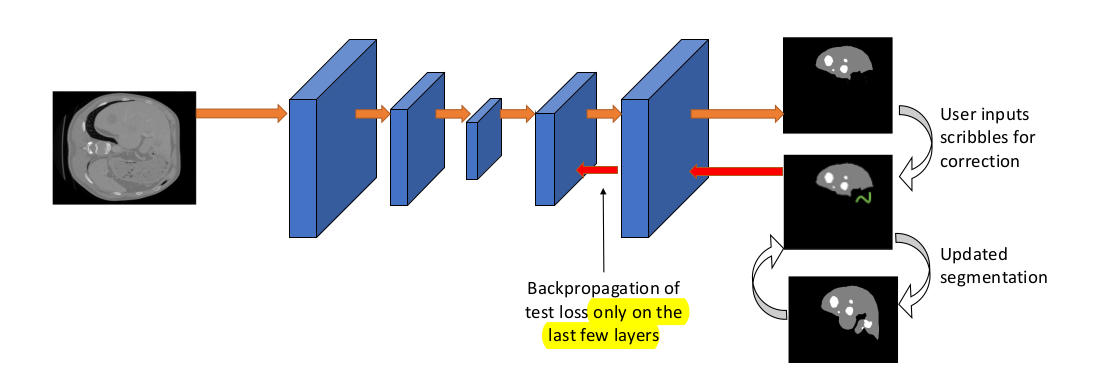 User inputs
scribbles for
correction
Updated
segmentation
Backpropagation of
test loss only on the
last few layers